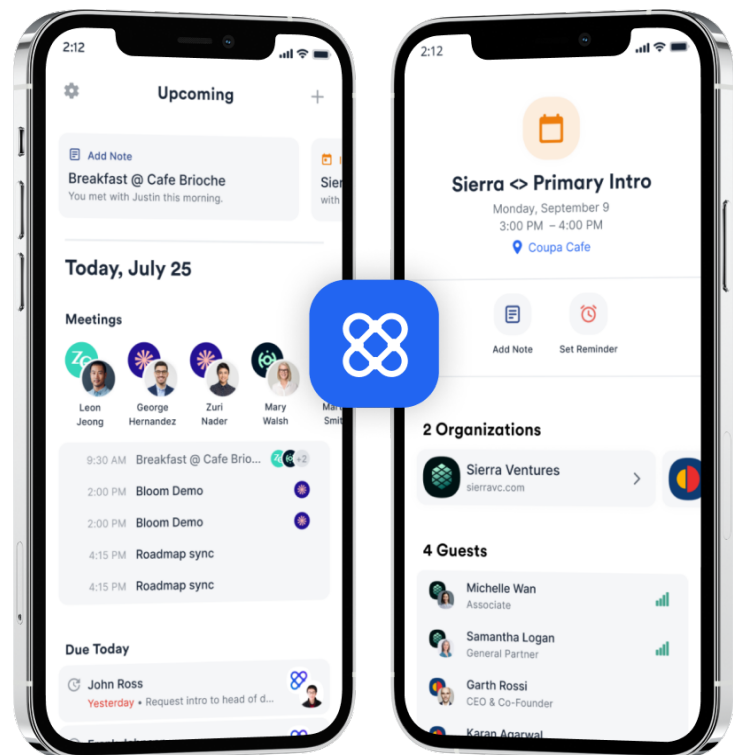 2:12
Upcoming
Add Note
Breakfast @ Cafe Brioche
You met with Justin this morning.
Sier
with
Today, July 25
Meetings
Leon
Jeong
George
Hernandez
Zuri
Nader
Mary
Walsh
Mar
Smit
9:30 AM Breakfast @ Cafe Brio... +2
2:00 PM Bloom Demo
2:00 PM Bloom Demo
4:15 PM Roadmap sync
4:15 PM Roadmap sync
Due Today
John Ross
Yesterday • Request intro to head of d...
2:12
Sierra <> Primary Intro
Monday, September 9
3:00 PM – 4:00 PM
Coupa Cafe
Add Note
Set Reminder
2 Organizations
Sierra Ventures
sierravc.com
4 Guests
Michelle Wan
Associate
Samantha Logan
General Partner
Garth Rossi
CEO & Co-Founder
Karan Agarwal